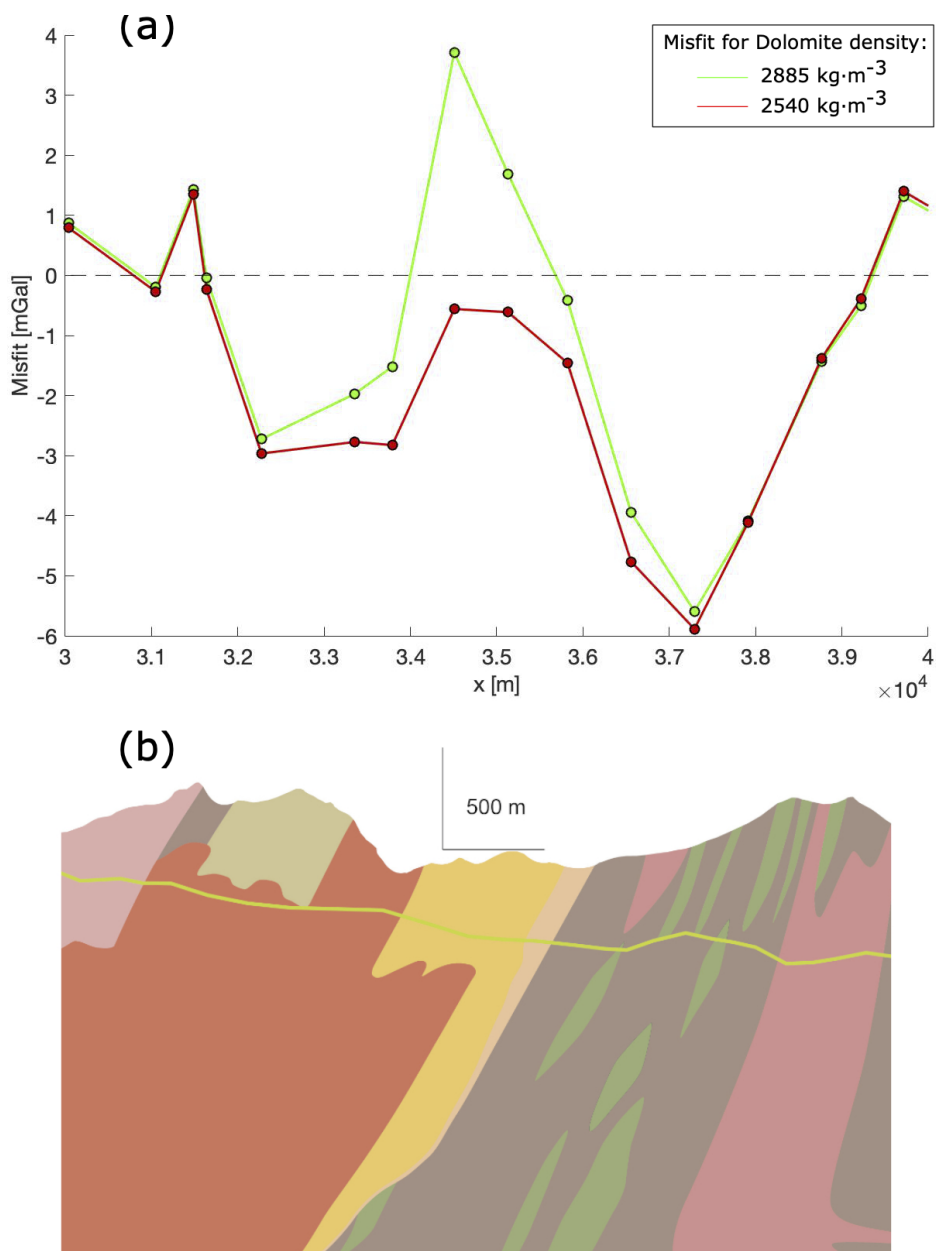 (a)
Misfit for Dolomite density:
2885 kg·m⁻³
2540 kg·m⁻³
4
3
2
1
0
-1
-2
-3
-4
-5
-6
Misfit [mGal]
3 3.1 3.2 3.3 3.4 3.5 3.6 3.7 3.8 3.9 4
x [m]
×10⁴
(b)
500 m